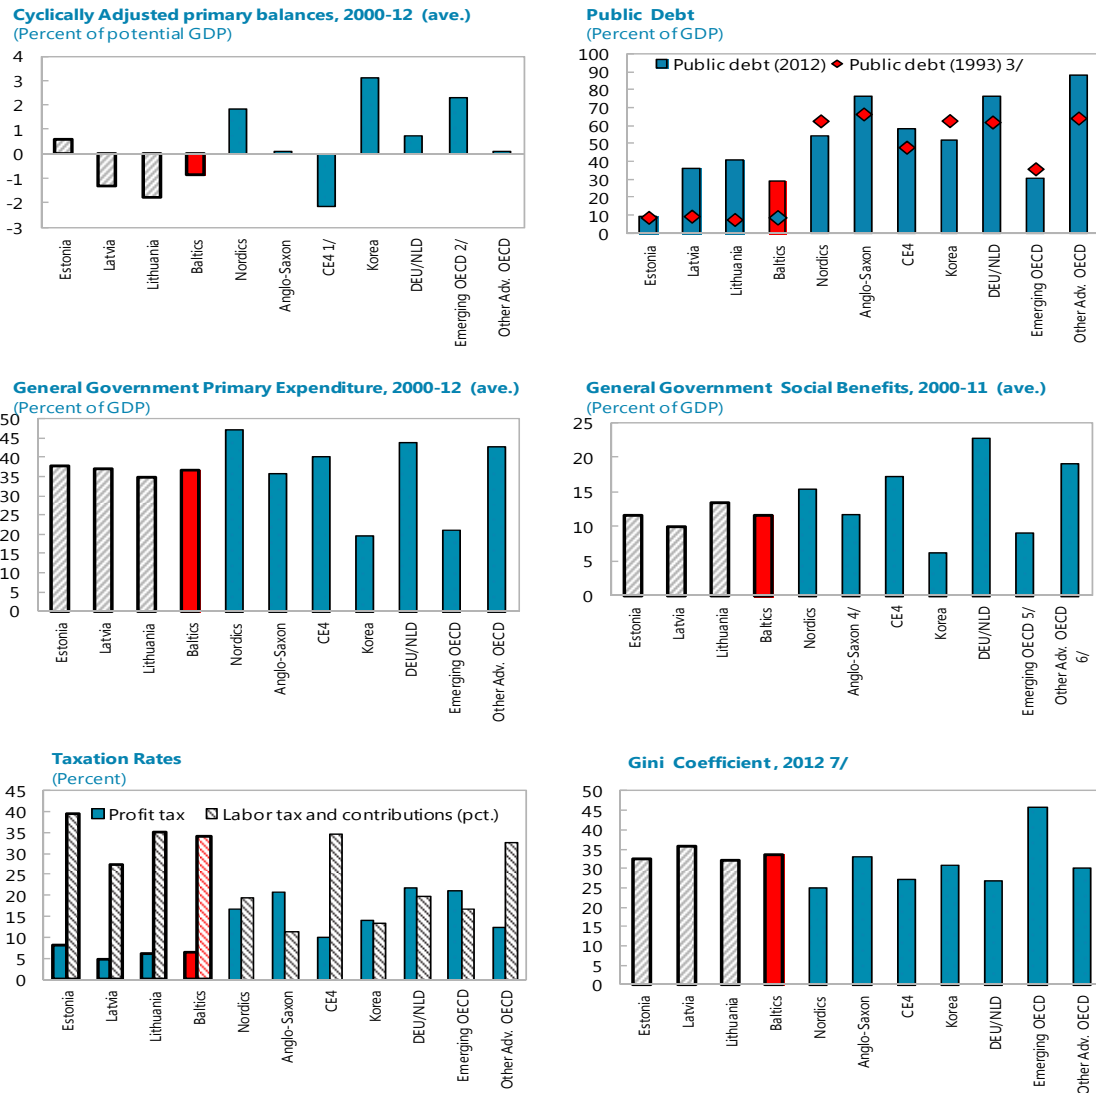 Cyclically Adjusted primary balances, 2000-12 (ave.)
(Percent of potential GDP)
4
3
2
1
0
-1
-2
-3
Estonia
Latvia
Lithuania
Baltics
Nordics
Anglo-Saxon
CE4 1/
Korea
DEU/NLD
Emerging OECD 2/
Other Adv. OECD
Public Debt
(Percent of GDP)
100
90
80
70
60
50
40
30
20
10
0
Public debt (2012)
Public debt (1993) 3/
Estonia
Latvia
Lithuania
Baltics
Nordics
Anglo-Saxon
CE4
Korea
DEU/NLD
Emerging OECD
Other Adv. OECD
General Government Primary Expenditure, 2000-12 (ave.)
(Percent of GDP)
50
45
40
35
30
25
20
15
10
5
0
Estonia
Latvia
Lithuania
Baltics
Nordics
Anglo-Saxon
CE4
Korea
DEU/NLD
Emerging OECD
Other Adv. OECD
General Government Social Benefits, 2000-11 (ave.)
(Percent of GDP)
25
20
15
10
5
0
Estonia
Latvia
Lithuania
Baltics
Nordics
Anglo-Saxon 4/
CE4
Korea
DEU/NLD
Emerging OECD 5/
Other Adv. OECD
6/
Taxation Rates
(Percent)
45
40
35
30
25
20
15
10
5
0
Profit tax
Labor tax and contributions (pct.)
Estonia
Latvia
Lithuania
Baltics
Nordics
Anglo-Saxon
CE4
Korea
DEU/NLD
Emerging OECD
Other Adv. OECD
Gini Coefficient, 2012 7/
50
45
40
35
30
25
20
15
10
5
0
Estonia
Latvia
Lithuania
Baltics
Nordics
Anglo-Saxon
CE4
Korea
DEU/NLD
Emerging OECD
Other Adv. OECD